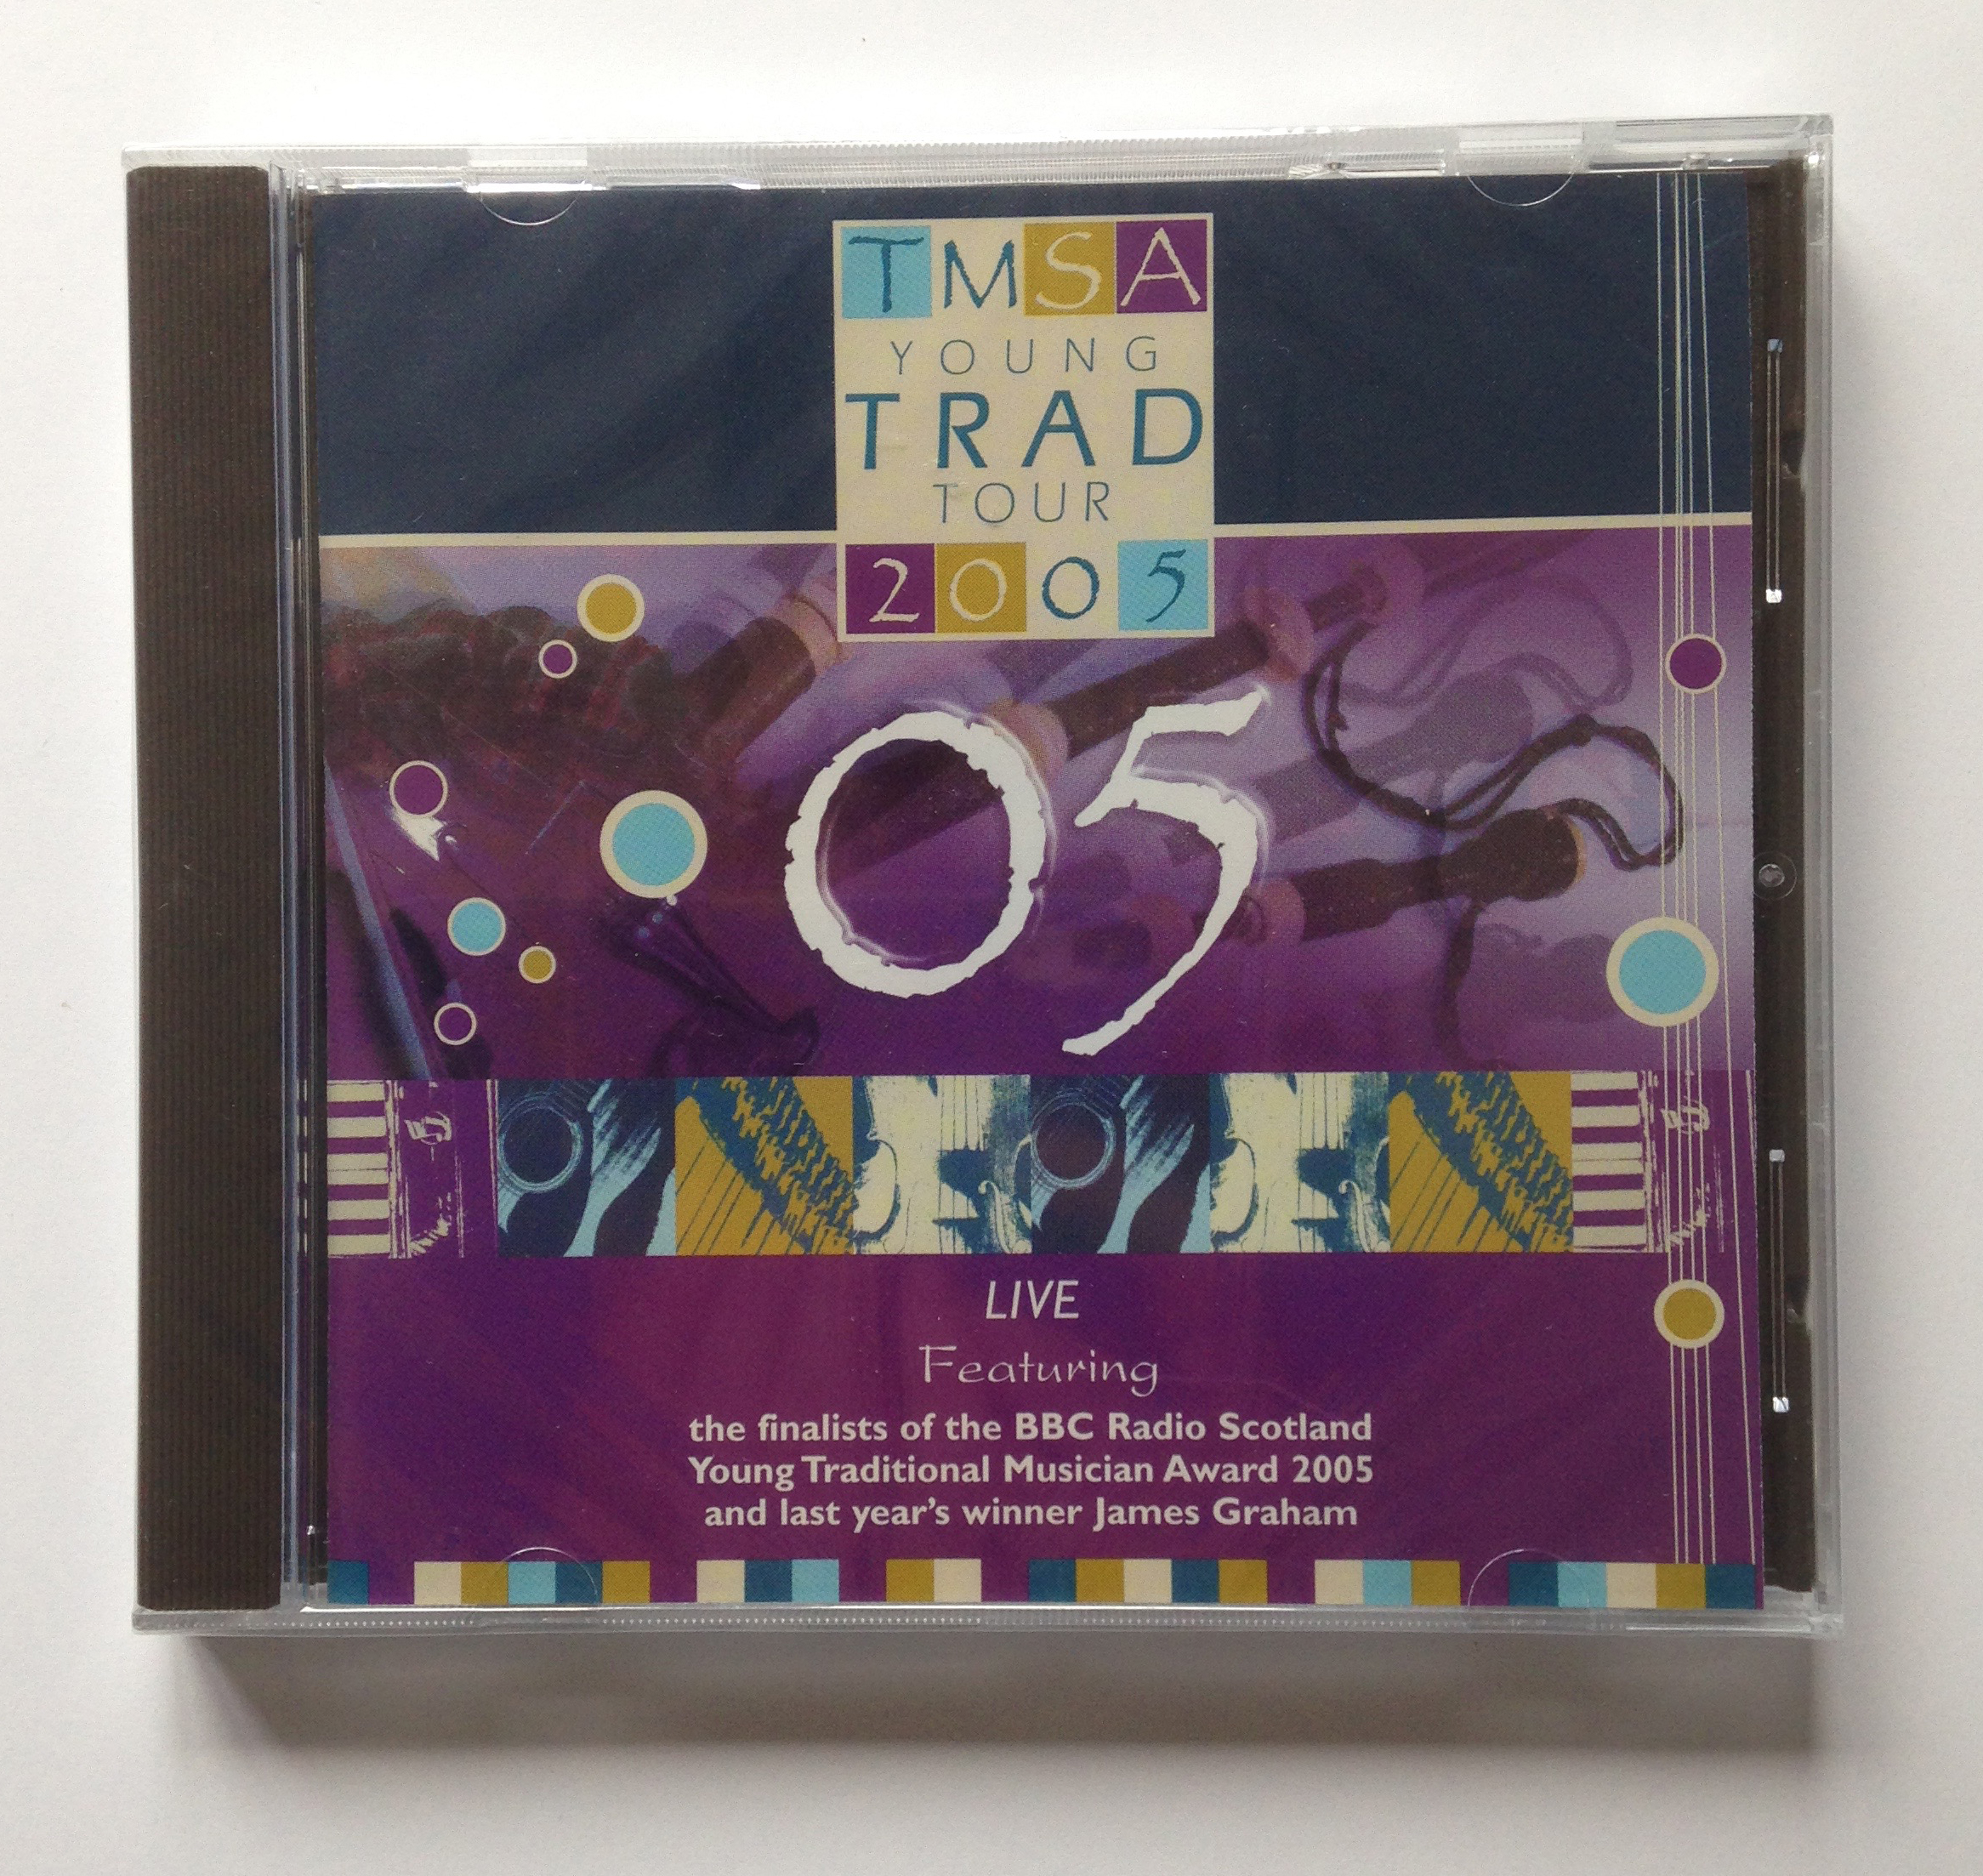 TMSA
YOUNG
TRAD
TOUR
2005
05
LIVE
Featuring
the finalists of the BBC Radio Scotland
Young Traditional Musician Award 2005
and last year's winner James Graham